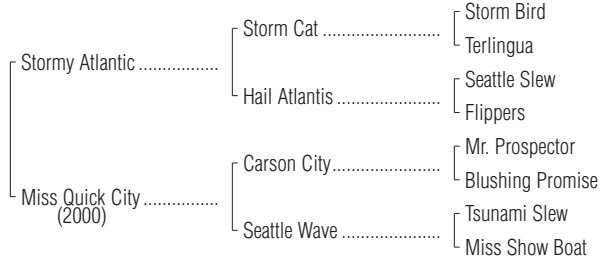 Storm Bird
Storm Cat ........................
Terlingua
Stormy Atlantic ................
Seattle Slew
Hail Atlantis .....................
Flippers
Mr. Prospector
Carson City......................
Blushing Promise
Miss Quick City ...............
(2000)
Tsunami Slew
Seattle Wave ....................
Miss Show Boat